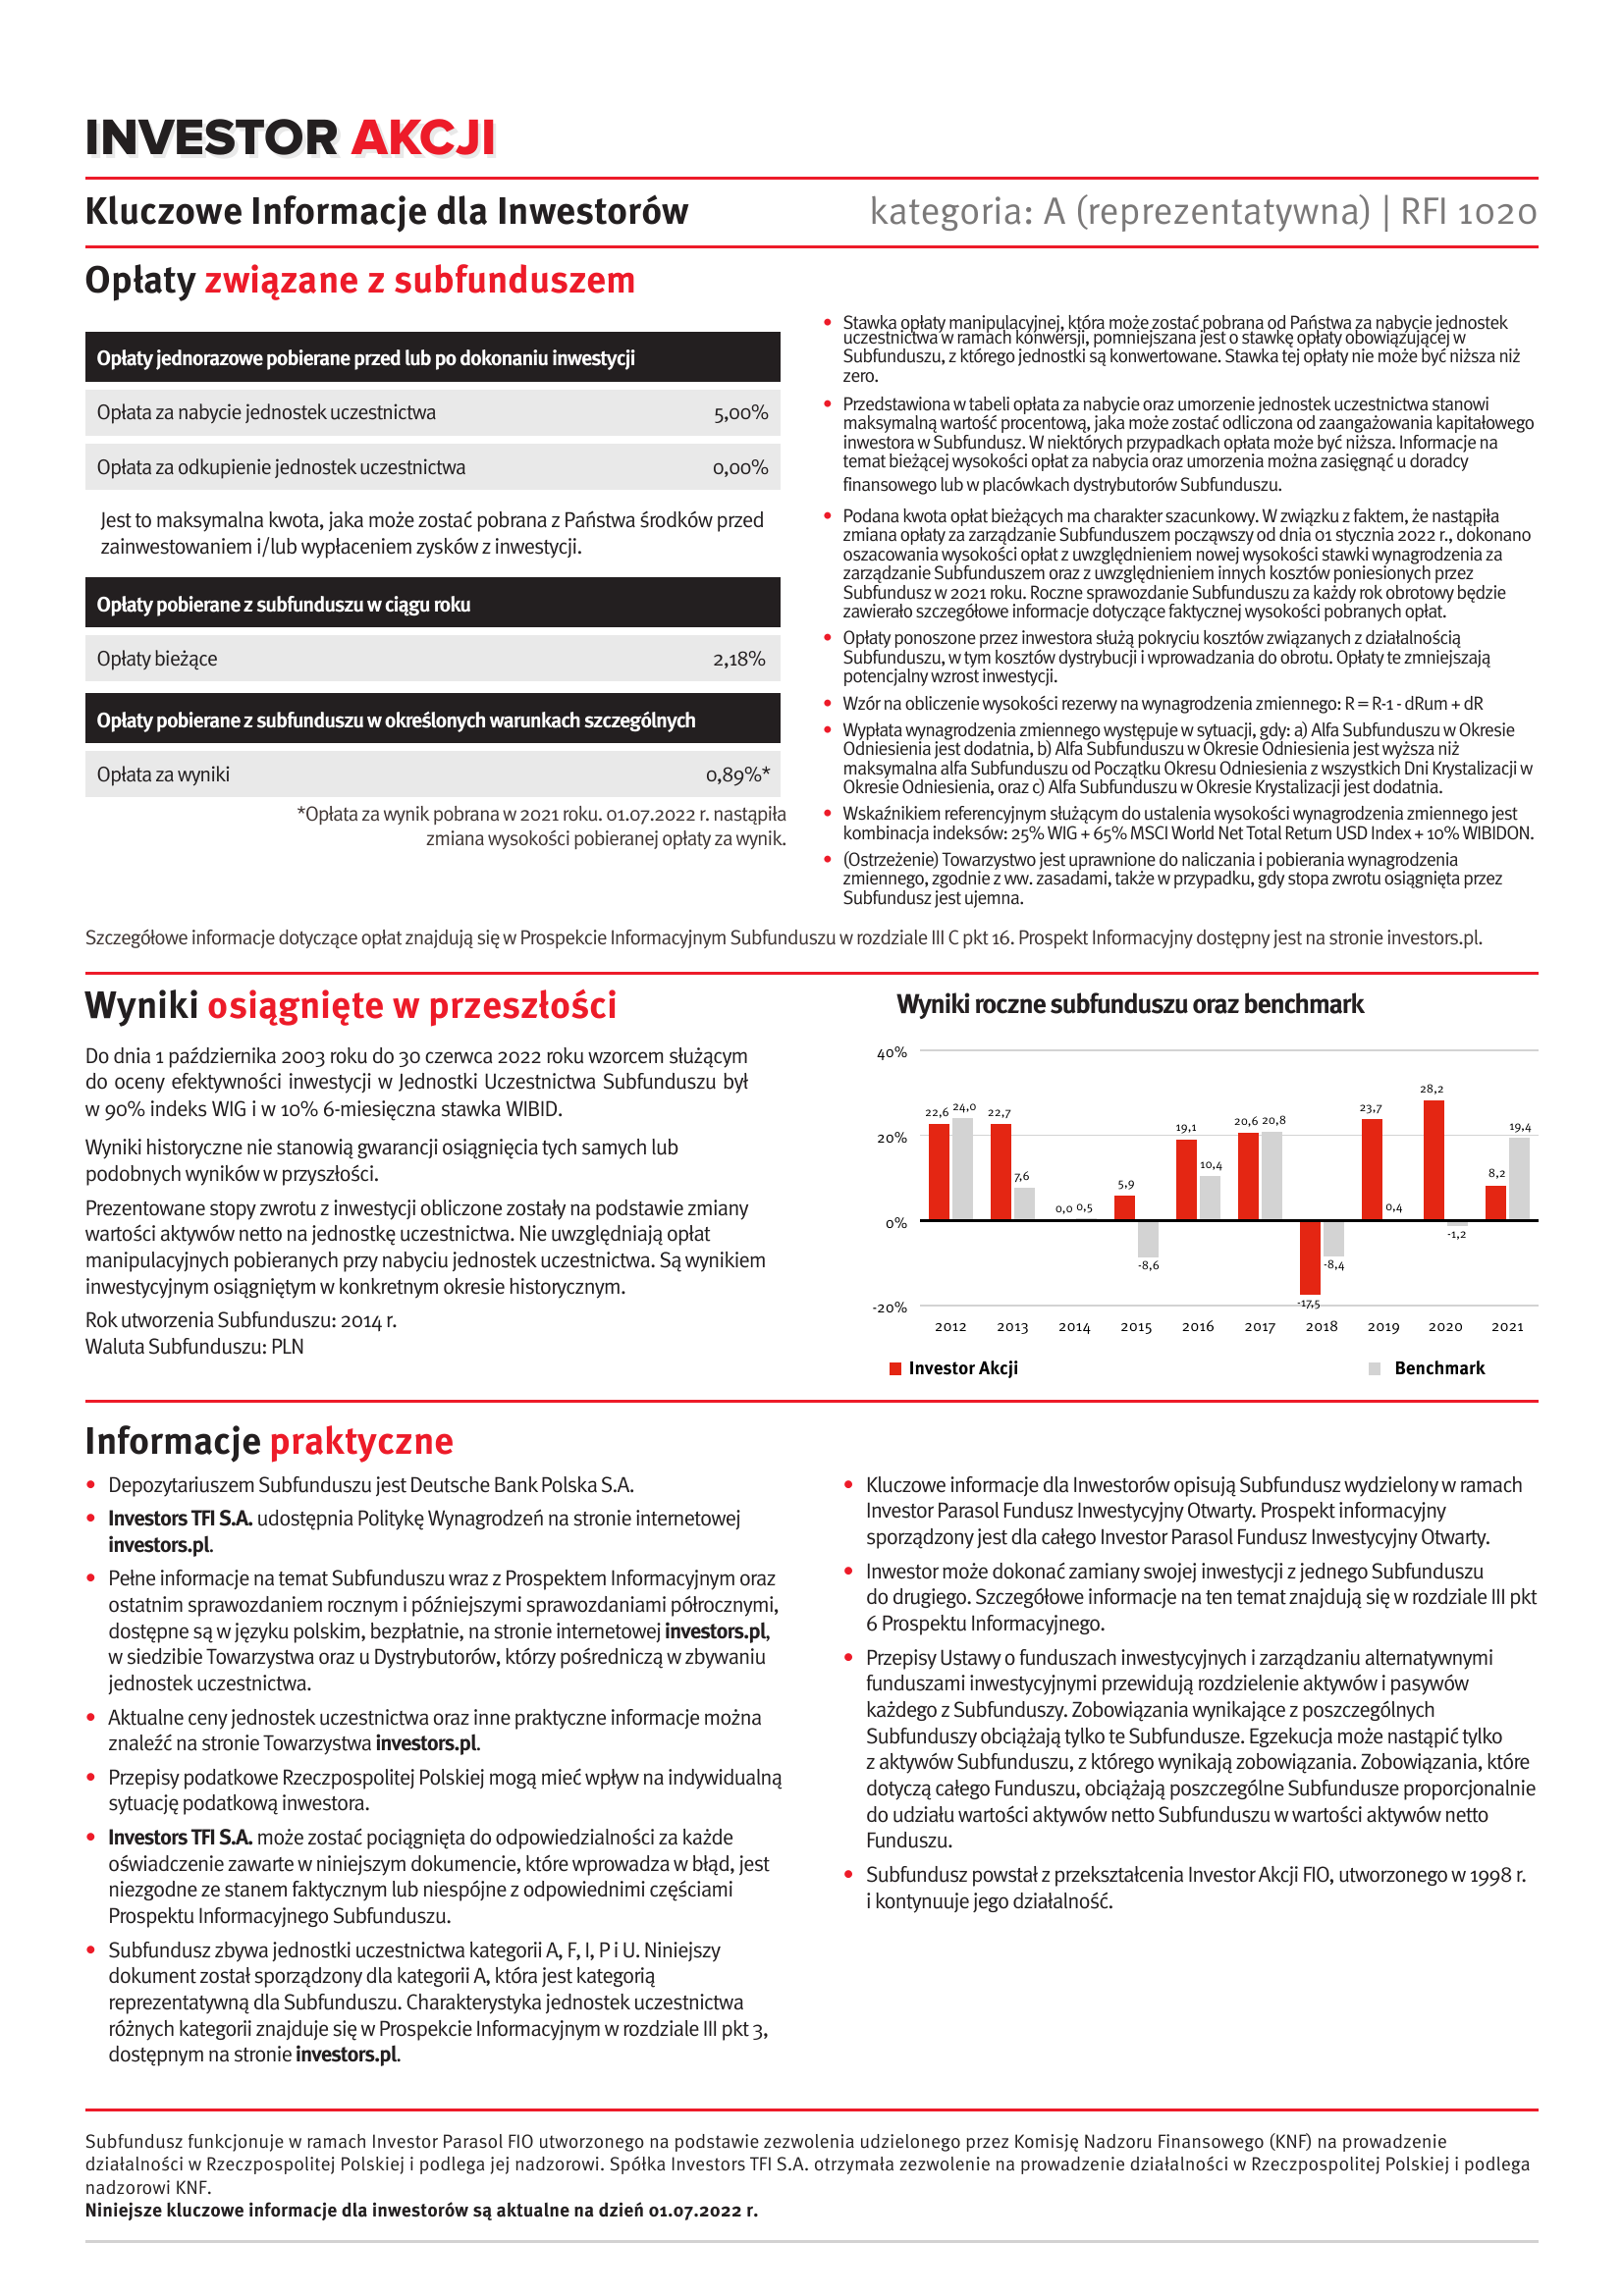 INVESTOR AKCJI
Kluczowe Informacje dla Inwestorów
kategoria: A (reprezentatywna) | RFI 1020
Opłaty związane z subfunduszem
Opłaty jednorazowe pobierane przed lub po dokonaniu inwestycji
Opłata za nabycie jednostek uczestnictwa 5,00%
Opłata za odkupienie jednostek uczestnictwa 0,00%
Jest to maksymalna kwota, jaka może zostać pobrana z Państwa środków przed
zainwestowaniem i/lub wypłaceniem zysków z inwestycji.
Opłaty pobierane z subfunduszu w ciągu roku
Opłaty bieżące 2,18%
Opłaty pobierane z subfunduszu w określonych warunkach szczególnych
Opłata za wyniki 0,89%*
*Opłata za wynik pobrana w 2021 roku. 01.07.2022 r. nastąpiła
zmiana wysokości pobieranej opłaty za wynik.
• Stawka opłaty manipulacyjnej, która może zostać pobrana od Państwa za nabycie jednostek
uczestnictwa w ramach konwersji, pomniejszana jest o stawkę opłaty obowiązującej w
Subfunduszu, z którego jednostki są konwertowane. Stawka tej opłaty nie może być niższa niż
zero.
• Przedstawiona w tabeli opłata za nabycie oraz umorzenie jednostek uczestnictwa stanowi
maksymalną wartość procentową, jaka może zostać odliczona od zaangażowania kapitałowego
inwestora w Subfundusz. W niektórych przypadkach opłata może być niższa. Informacje na
temat bieżącej wysokości opłat za nabycia oraz umorzenia można zasięgnąć u doradcy
finansowego lub w placówkach dystrybutorów Subfunduszu.
• Podana kwota opłat bieżących ma charakter szacunkowy. W związku z faktem, że nastąpiła
zmiana opłaty za zarządzanie Subfunduszem począwszy od dnia 01 stycznia 2022 r., dokonano
oszacowania wysokości opłat z uwzględnieniem nowej wysokości stawki wynagrodzenia za
zarządzanie Subfunduszem oraz z uwzględnieniem innych kosztów poniesionych przez
Subfundusz w 2021 roku. Roczne sprawozdanie Subfunduszu za każdy rok obrotowy będzie
zawierało szczegółowe informacje dotyczące faktycznej wysokości pobranych opłat.
• Opłaty ponoszone przez inwestora służą pokryciu kosztów związanych z działalnością
Subfunduszu, w tym kosztów dystrybucji i wprowadzania do obrotu. Opłaty te zmniejszają
potencjalny wzrost inwestycji.
• Wzór na obliczenie wysokości rezerwy na wynagrodzenia zmiennego: R = R-1 - dRum + dR
• Wypłata wynagrodzenia zmiennego występuje w sytuacji, gdy: a) Alfa Subfunduszu w Okresie
Odniesienia jest dodatnia, b) Alfa Subfunduszu w Okresie Odniesienia jest wyższa niż
maksymalna alfa Subfunduszu od Początku Okresu Odniesienia z wszystkich Dni Krystalizacji w
Okresie Odniesienia, oraz c) Alfa Subfunduszu w Okresie Krystalizacji jest dodatnia.
• Wskaźnikiem referencyjnym służącym do ustalenia wysokości wynagrodzenia zmiennego jest
kombinacja indeksów: 25% WIG + 65% MSCI World Net Total Return USD Index + 10% WIBIDON.
• (Ostrzeżenie) Towarzystwo jest uprawnione do naliczania i pobierania wynagrodzenia
zmiennego, zgodnie z ww. zasadami, także w przypadku, gdy stopa zwrotu osiągnięta przez
Subfundusz jest ujemna.
Szczegółowe informacje dotyczące opłat znajdują się w Prospekcie Informacyjnym Subfunduszu w rozdziale III C pkt 16. Prospekt Informacyjny dostępny jest na stronie investors.pl.
Wyniki osiągnięte w przeszłości
Do dnia 1 października 2003 roku do 30 czerwca 2022 roku wzorcem służącym
do oceny efektywności inwestycji w Jednostki Uczestnictwa Subfunduszu był
w 90% indeks WIG i w 10% 6-miesięczna stawka WIBID.
Wyniki historyczne nie stanowią gwarancji osiągnięcia tych samych lub
podobnych wyników w przyszłości.
Prezentowane stopy zwrotu z inwestycji obliczone zostały na podstawie zmiany
wartości aktywów netto na jednostkę uczestnictwa. Nie uwzględniają opłat
manipulacyjnych pobieranych przy nabyciu jednostek uczestnictwa. Są wynikiem
inwestycyjnym osiągniętym w konkretnym okresie historycznym.
Rok utworzenia Subfunduszu: 2014 r.
Waluta Subfunduszu: PLN
Wyniki roczne subfunduszu oraz benchmark
40%
20%
0%
-20%
22,6 24,0 22,7 7,6 0,0 0,5 5,9 -8,6 19,1 10,4 20,6 20,8 -17,5 -8,4 23,7 0,4 28,2 -1,2 8,2 19,4
2012 2013 2014 2015 2016 2017 2018 2019 2020 2021
Investor Akcji Benchmark
Informacje praktyczne
• Depozytariuszem Subfunduszu jest Deutsche Bank Polska S.A.
• Investors TFI S.A. udostępnia Politykę Wynagrodzeń na stronie internetowej
investors.pl.
• Pełne informacje na temat Subfunduszu wraz z Prospektem Informacyjnym oraz
ostatnim sprawozdaniem rocznym i późniejszymi sprawozdaniami półrocznymi,
dostępne są w języku polskim, bezpłatnie, na stronie internetowej investors.pl,
w siedzibie Towarzystwa oraz u Dystrybutorów, którzy pośredniczą w zbywaniu
jednostek uczestnictwa.
• Aktualne ceny jednostek uczestnictwa oraz inne praktyczne informacje można
znaleźć na stronie Towarzystwa investors.pl.
• Przepisy podatkowe Rzeczpospolitej Polskiej mogą mieć wpływ na indywidualną
sytuację podatkową inwestora.
• Investors TFI S.A. może zostać pociągnięta do odpowiedzialności za każde
oświadczenie zawarte w niniejszym dokumencie, które wprowadza w błąd, jest
niezgodne ze stanem faktycznym lub niespójne z odpowiednimi częściami
Prospektu Informacyjnego Subfunduszu.
• Subfundusz zbywa jednostki uczestnictwa kategorii A, F, I, P i U. Niniejszy
dokument został sporządzony dla kategorii A, która jest kategorią
reprezentatywną dla Subfunduszu. Charakterystyka jednostek uczestnictwa
różnych kategorii znajduje się w Prospekcie Informacyjnym w rozdziale III pkt 3,
dostępnym na stronie investors.pl.
• Kluczowe informacje dla Inwestorów opisują Subfundusz wydzielony w ramach
Investor Parasol Fundusz Inwestycyjny Otwarty. Prospekt informacyjny
sporządzony jest dla całego Investor Parasol Fundusz Inwestycyjny Otwarty.
• Inwestor może dokonać zamiany swojej inwestycji z jednego Subfunduszu
do drugiego. Szczegółowe informacje na ten temat znajdują się w rozdziale III pkt
6 Prospektu Informacyjnego.
• Przepisy Ustawy o funduszach inwestycyjnych i zarządzaniu alternatywnymi
funduszami inwestycyjnymi przewidują rozdzielenie aktywów i pasywów
każdego z Subfunduszy. Zobowiązania wynikające z poszczególnych
Subfunduszy obciążają tylko te Subfundusze. Egzekucja może nastąpić tylko
z aktywów Subfunduszu, z którego wynikają zobowiązania. Zobowiązania, które
dotyczą całego Funduszu, obciążają poszczególne Subfundusze proporcjonalnie
do udziału wartości aktywów netto Subfunduszu w wartości aktywów netto
Funduszu.
• Subfundusz powstał z przekształcenia Investor Akcji FIO, utworzonego w 1998 r.
i kontynuuje jego działalność.
Subfundusz funkcjonuje w ramach Investor Parasol FIO utworzonego na podstawie zezwolenia udzielonego przez Komisję Nadzoru Finansowego (KNF) na prowadzenie
działalności w Rzeczpospolitej Polskiej i podlega jej nadzorowi. Spółka Investors TFI S.A. otrzymała zezwolenie na prowadzenie działalności w Rzeczpospolitej Polskiej i podlega
nadzorowi KNF.
Niniejsze kluczowe informacje dla inwestorów są aktualne na dzień 01.07.2022 r.